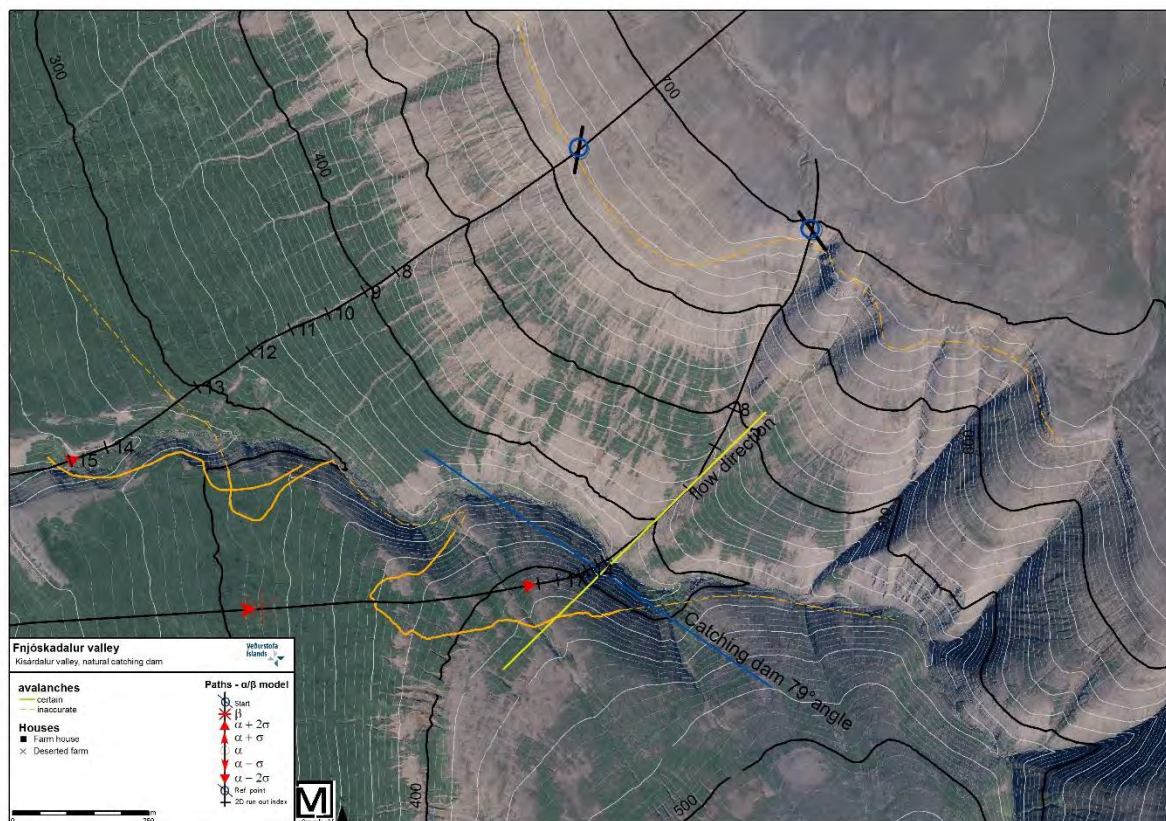 300
400
700
8
9
10
11
12
13
14
15
8
600
flow direction
Catching dam 79°angle
400
500
Fnjóskadalur valley
Kisárdalur valley, natural catching dam
Veðurstofa
Íslands
avalanches
certain
inaccurate
Houses
Farm house
Deserted farm
Paths - α/β model
Start
β
α + 2σ
α + σ
α
α − σ
α − 2σ
Ref. point
2D run out index
0
M